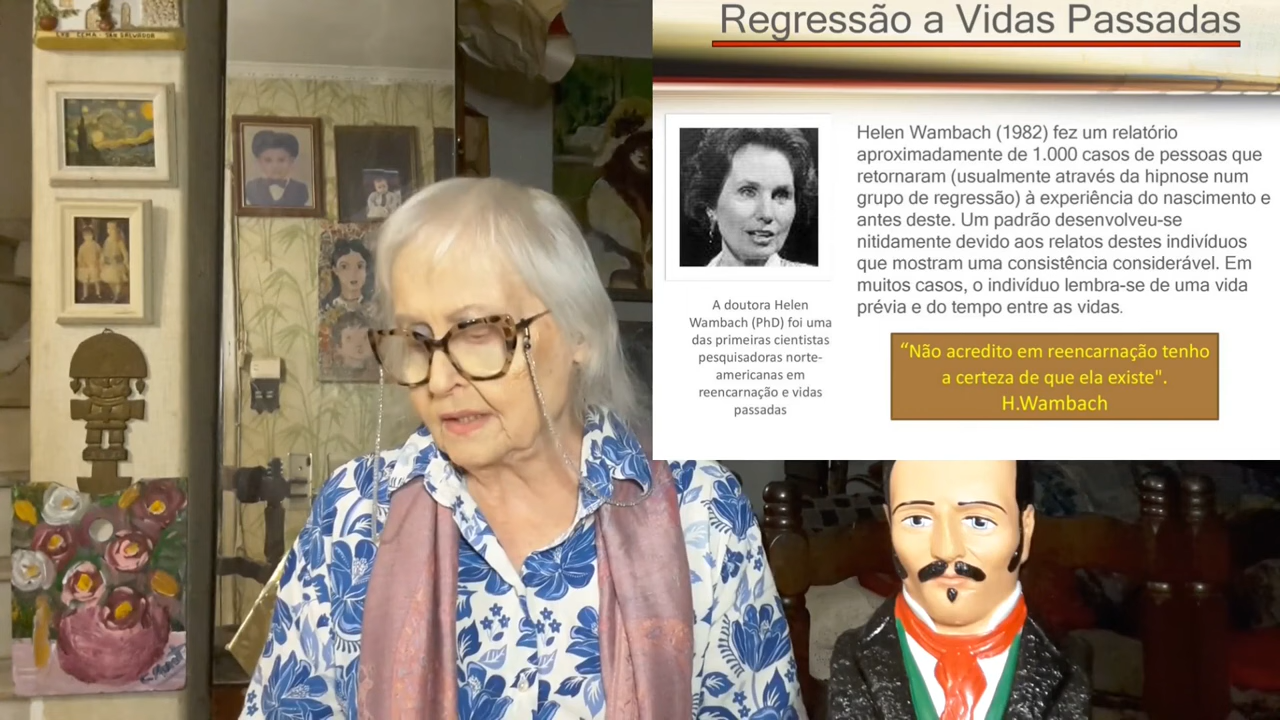 Regressão a Vidas Passadas
Helen Wambach (1982) fez um relatório
aproximadamente de 1.000 casos de pessoas que
retornaram (usualmente através da hipnose num
grupo de regressão) à experiência do nascimento e
antes deste. Um padrão desenvolveu-se
nitidamente devido aos relatos destes indivíduos
que mostram uma consistência considerável. Em
muitos casos, o indivíduo lembra-se de uma vida
prévia e do tempo entre as vidas.
A doutora Helen
Wambach (PhD) foi uma
das primeiras cientistas
pesquisadoras norte-
americanas em
reencarnação e vidas
passadas
“Não acredito em reencarnação tenho
a certeza de que ela existe".
H.Wambach